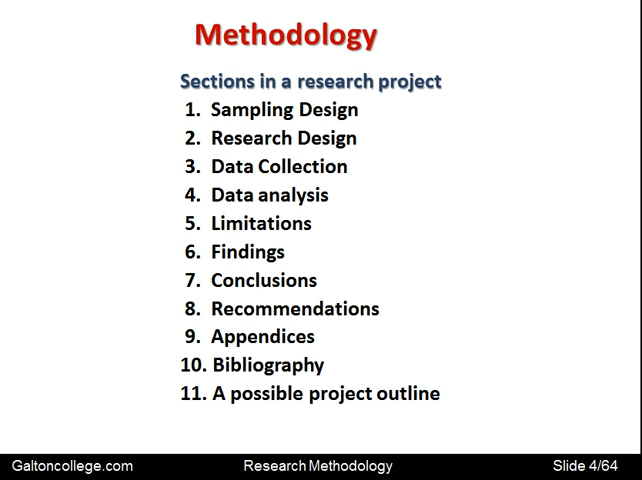 Methodology
Sections in a research project
1. Sampling Design
2. Research Design
3. Data Collection
4. Data analysis
5. Limitations
6. Findings
7. Conclusions
8. Recommendations
9. Appendices
10. Bibliography
11. A possible project outline
Galtoncollege.com Research Methodology Slide 4/64